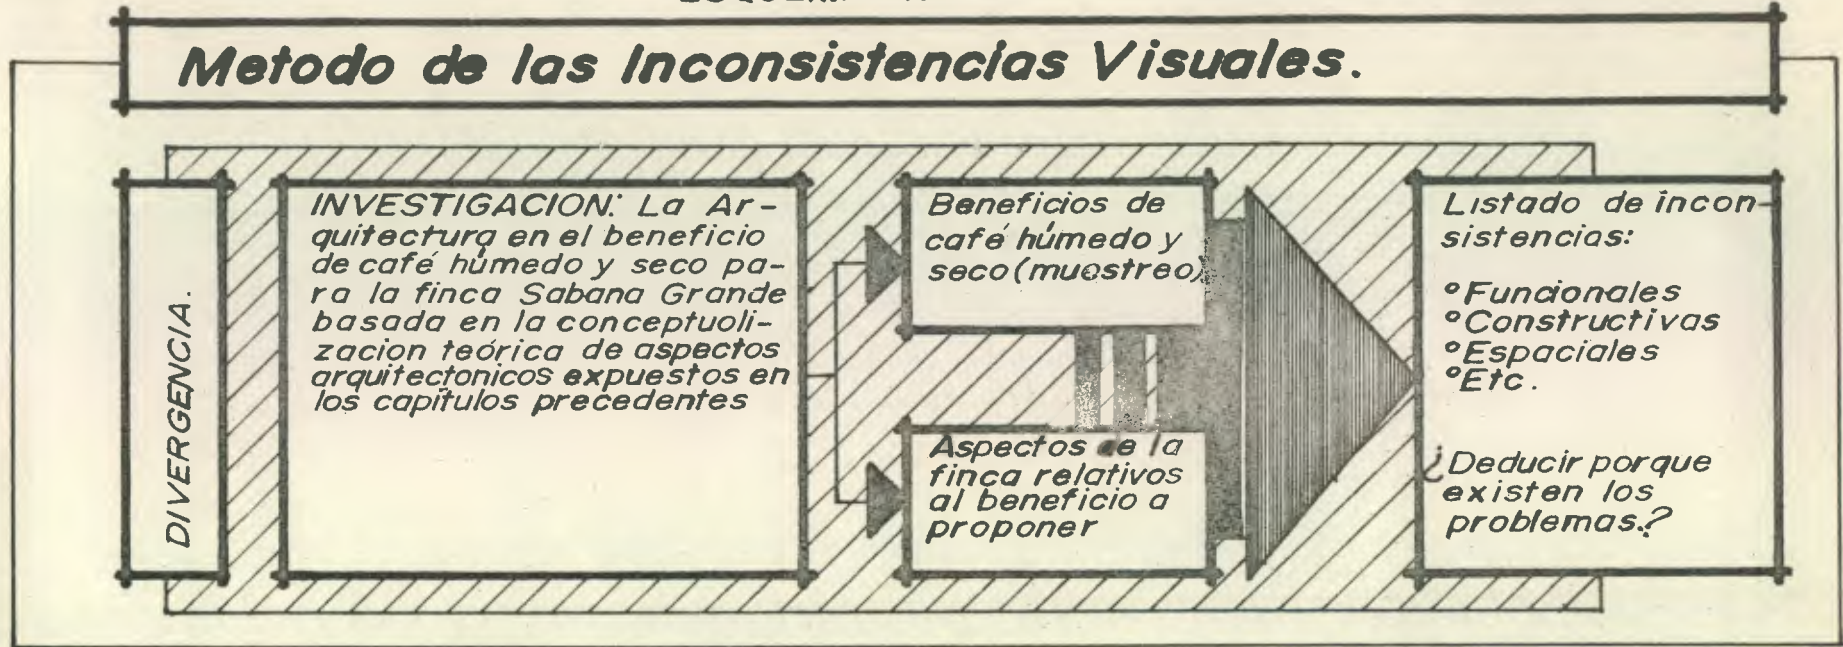 Metodo de las Inconsistencias Visuales.
DIVERGENCIA.
INVESTIGACION: La Ar-
quitectura en el beneficio
de café húmedo y seco pa-
ra la finca Sabana Grande
basada en la conceptuoli-
zacion teórica de aspectos
arquitectonicos expuestos en
los capitulos precedentes
Beneficios de
café húmedo y
seco (muostreo)
Aspectos de la
finca relativos
al beneficio a
proponer
Listado de incon-
sistencias:
°Funcionales
°Constructivas
°Espaciales
°Etc.
¿Deducir porque
existen los
problemas.?